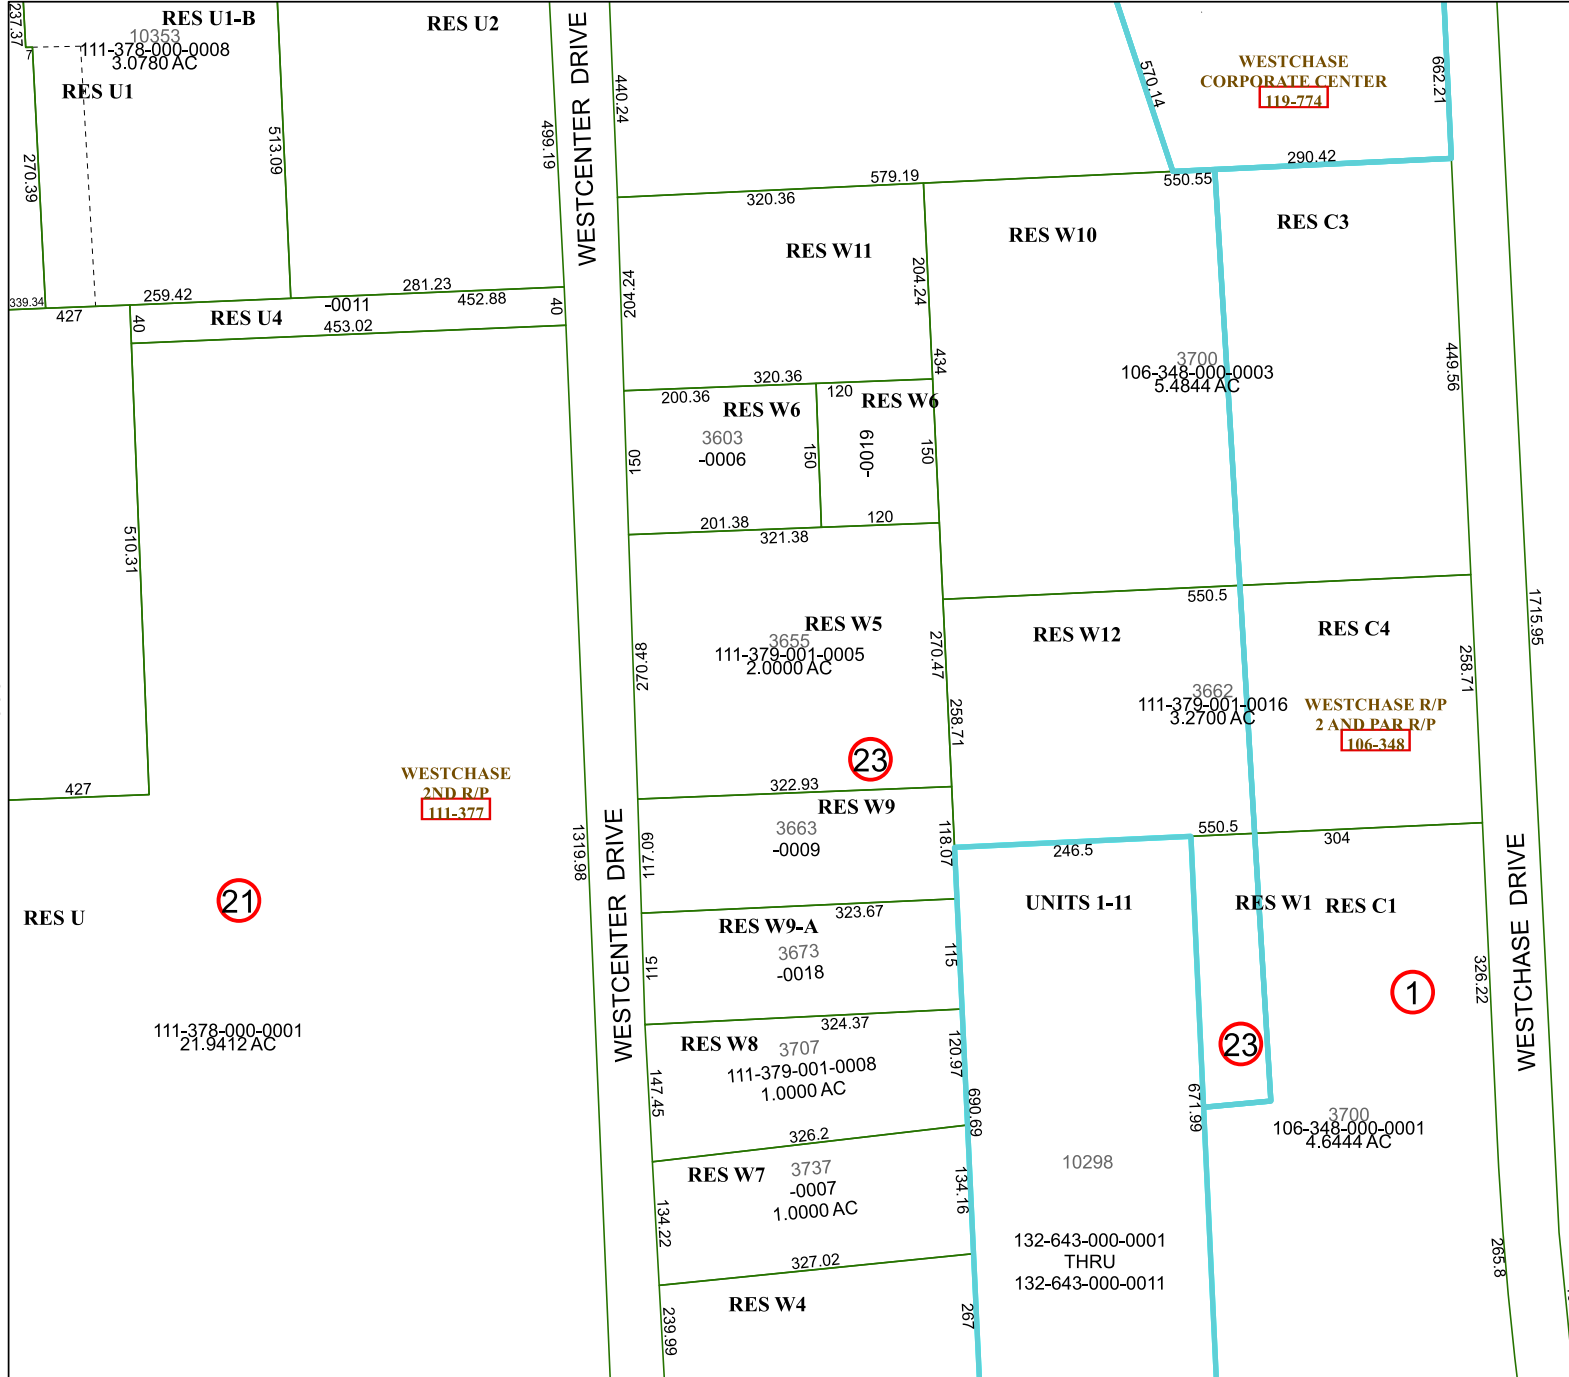 237.37
7
RES U1-B
10353
111-378-000-0008
3.0780 AC
RES U1
270.39
513.09
RES U2
499.19
WESTCENTER DRIVE
440.24
570.14
WESTCHASE
CORPORATE CENTER
119-774
662.21
290.42
579.19
550.55
320.36
RES W11
204.24
204.24
RES W10
RES C3
339.34
427
259.42
281.23
452.88
-0011
RES U4
453.02
40
40
434
3700
106-348-000-0003
5.4844 AC
449.56
320.36
200.36
120
RES W6
RES W6
3603
-0006
-0019
150
150
150
201.38
120
321.38
510.31
550.5
1715.95
RES W5
3655
111-379-001-0005
2.0000 AC
270.48
270.47
RES W12
RES C4
258.71
258.71
3662
111-379-001-0016
3.2700 AC
WESTCHASE R/P
2 AND PAR R/P
106-348
23
427
WESTCHASE
2ND R/P
111-377
322.93
RES W9
3663
-0009
117.09
118.07
1319.98
WESTCENTER DRIVE
550.5
304
246.5
WESTCHASE DRIVE
21
RES U
323.67
RES W9-A
3673
-0018
115
115
UNITS 1-11
RES W1
RES C1
326.22
1
23
111-378-000-0001
21.9412 AC
324.37
RES W8
3707
111-379-001-0008
1.0000 AC
147.45
120.97
690.69
671.99
3700
106-348-000-0001
4.6444 AC
326.2
RES W7
3737
-0007
1.0000 AC
134.22
134.16
10298
132-643-000-0001
THRU
132-643-000-0011
265.8
327.02
RES W4
239.99
267